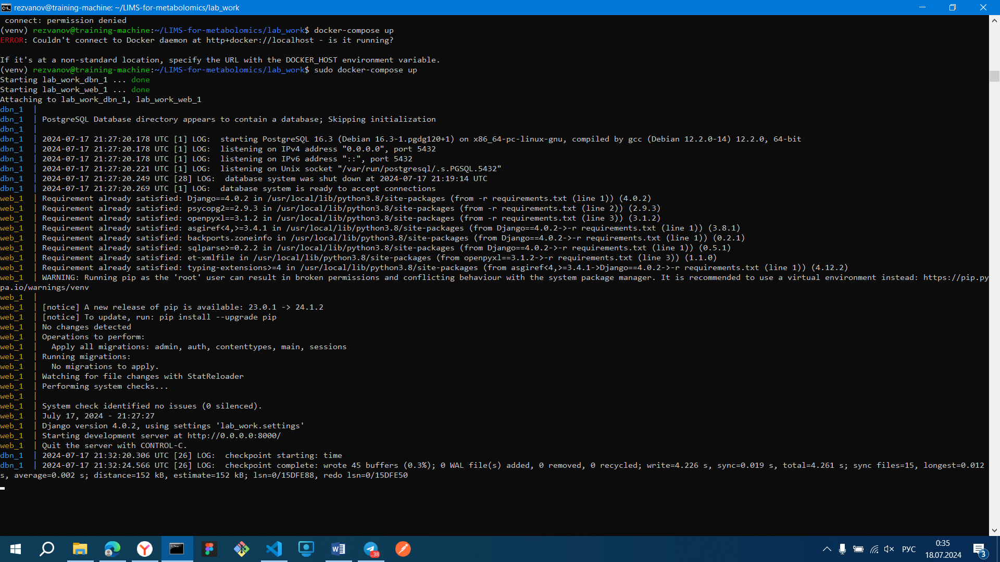 rezvanov@training-machine: ~/LIMS-for-metabolomics/lab_work
 connect: permission denied
(venv) rezvanov@training-machine:~/LIMS-for-metabolomics/lab_work$ docker-compose up
ERROR: Couldn't connect to Docker daemon at http+docker://localhost - is it running?

If it's at a non-standard location, specify the URL with the DOCKER_HOST environment variable.
(venv) rezvanov@training-machine:~/LIMS-for-metabolomics/lab_work$ sudo docker-compose up
Starting lab_work_dbn_1 ... done
Starting lab_work_web_1 ... done
Attaching to lab_work_dbn_1, lab_work_web_1
dbn_1  |
dbn_1  | PostgreSQL Database directory appears to contain a database; Skipping initialization
dbn_1  |
dbn_1  | 2024-07-17 21:27:20.178 UTC [1] LOG:  starting PostgreSQL 16.3 (Debian 16.3-1.pgdg120+1) on x86_64-pc-linux-gnu, compiled by gcc (Debian 12.2.0-14) 12.2.0, 64-bit
dbn_1  | 2024-07-17 21:27:20.178 UTC [1] LOG:  listening on IPv4 address "0.0.0.0", port 5432
dbn_1  | 2024-07-17 21:27:20.178 UTC [1] LOG:  listening on IPv6 address "::", port 5432
dbn_1  | 2024-07-17 21:27:20.221 UTC [1] LOG:  listening on Unix socket "/var/run/postgresql/.s.PGSQL.5432"
dbn_1  | 2024-07-17 21:27:20.249 UTC [28] LOG:  database system was shut down at 2024-07-17 21:19:14 UTC
dbn_1  | 2024-07-17 21:27:20.269 UTC [1] LOG:  database system is ready to accept connections
web_1  | Requirement already satisfied: Django==4.0.2 in /usr/local/lib/python3.8/site-packages (from -r requirements.txt (line 1)) (4.0.2)
web_1  | Requirement already satisfied: psycopg2==2.9.3 in /usr/local/lib/python3.8/site-packages (from -r requirements.txt (line 2)) (2.9.3)
web_1  | Requirement already satisfied: openpyxl==3.1.2 in /usr/local/lib/python3.8/site-packages (from -r requirements.txt (line 3)) (3.1.2)
web_1  | Requirement already satisfied: asgiref<4,>=3.4.1 in /usr/local/lib/python3.8/site-packages (from Django==4.0.2->-r requirements.txt (line 1)) (3.8.1)
web_1  | Requirement already satisfied: backports.zoneinfo in /usr/local/lib/python3.8/site-packages (from Django==4.0.2->-r requirements.txt (line 1)) (0.2.1)
web_1  | Requirement already satisfied: sqlparse>=0.2.2 in /usr/local/lib/python3.8/site-packages (from Django==4.0.2->-r requirements.txt (line 1)) (0.5.1)
web_1  | Requirement already satisfied: et-xmlfile in /usr/local/lib/python3.8/site-packages (from openpyxl==3.1.2->-r requirements.txt (line 3)) (1.1.0)
web_1  | Requirement already satisfied: typing-extensions>=4 in /usr/local/lib/python3.8/site-packages (from asgiref<4,>=3.4.1->Django==4.0.2->-r requirements.txt (line 1)) (4.12.2)
web_1  | WARNING: Running pip as the 'root' user can result in broken permissions and conflicting behaviour with the system package manager. It is recommended to use a virtual environment instead: https://pip.py
pa.io/warnings/venv
web_1  |
web_1  | [notice] A new release of pip is available: 23.0.1 -> 24.1.2
web_1  | [notice] To update, run: pip install --upgrade pip
web_1  | No changes detected
web_1  | Operations to perform:
web_1  |   Apply all migrations: admin, auth, contenttypes, main, sessions
web_1  | Running migrations:
web_1  |   No migrations to apply.
web_1  | Watching for file changes with StatReloader
web_1  | Performing system checks...
web_1  |
web_1  | System check identified no issues (0 silenced).
web_1  | July 17, 2024 - 21:27:27
web_1  | Django version 4.0.2, using settings 'lab_work.settings'
web_1  | Starting development server at http://0.0.0.0:8000/
web_1  | Quit the server with CONTROL-C.
dbn_1  | 2024-07-17 21:32:20.306 UTC [26] LOG:  checkpoint starting: time
dbn_1  | 2024-07-17 21:32:24.566 UTC [26] LOG:  checkpoint complete: wrote 45 buffers (0.3%); 0 WAL file(s) added, 0 removed, 0 recycled; write=4.226 s, sync=0.019 s, total=4.261 s; sync files=15, longest=0.012
s, average=0.002 s; distance=152 kB, estimate=152 kB; lsn=0/15DFE88, redo lsn=0/15DFE50
..38
РУС
0:35
18.07.2024
3